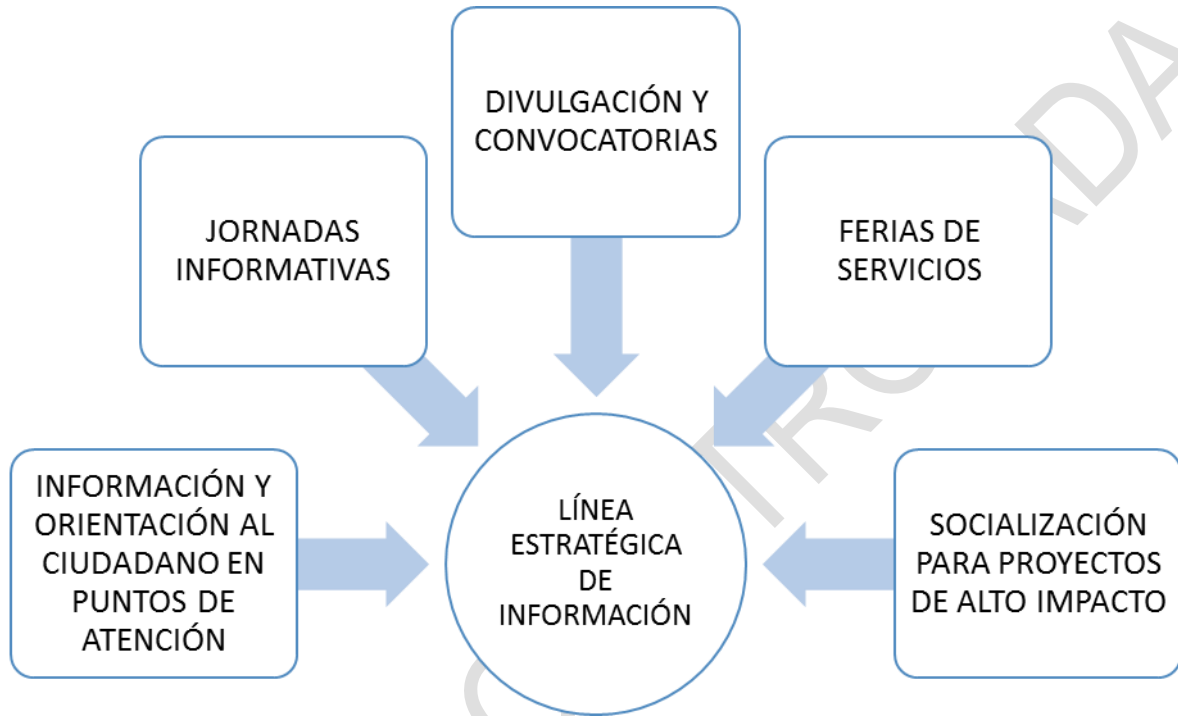 DIVULGACIÓN Y
CONVOCATORIAS
JORNADAS
INFORMATIVAS
FERIAS DE
SERVICIOS
INFORMACIÓN Y
ORIENTACIÓN AL
CIUDADANO EN
PUNTOS DE
ATENCIÓN
LÍNEA
ESTRATÉGICA
DE
INFORMACIÓN
SOCIALIZACIÓN
PARA PROYECTOS
DE ALTO IMPACTO